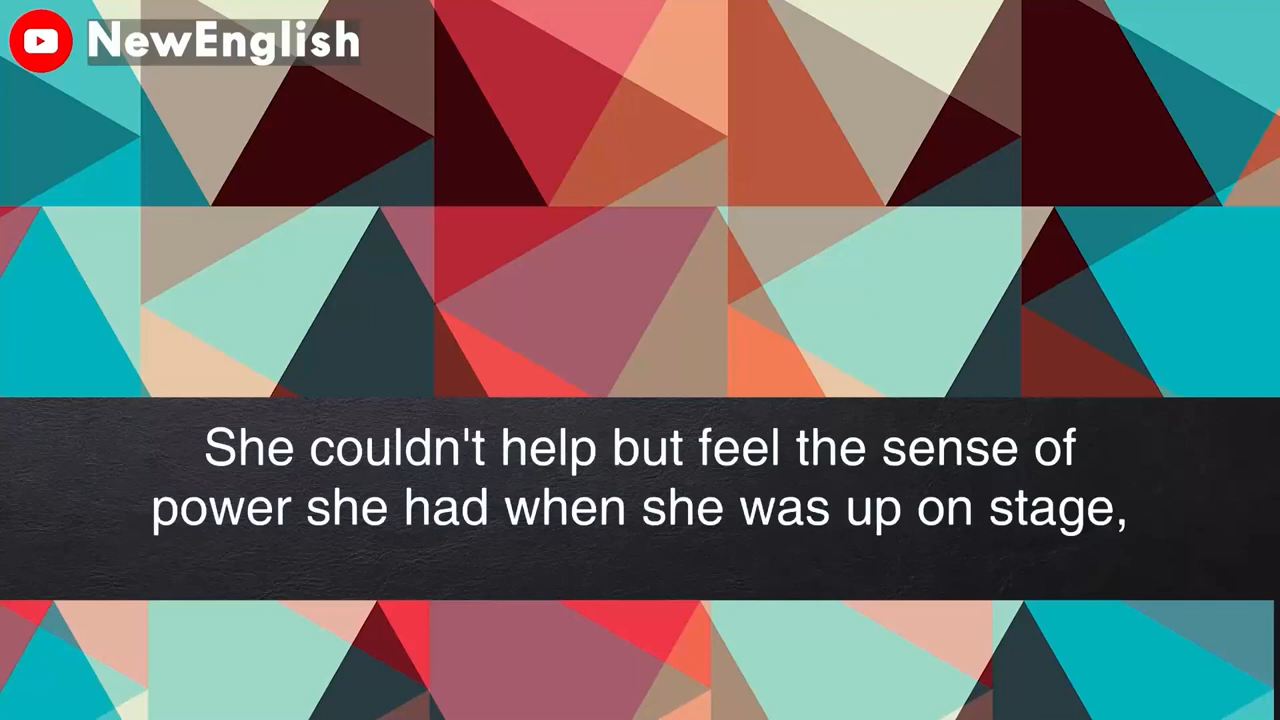 NewEnglish
She couldn't help but feel the sense of
power she had when she was up on stage,